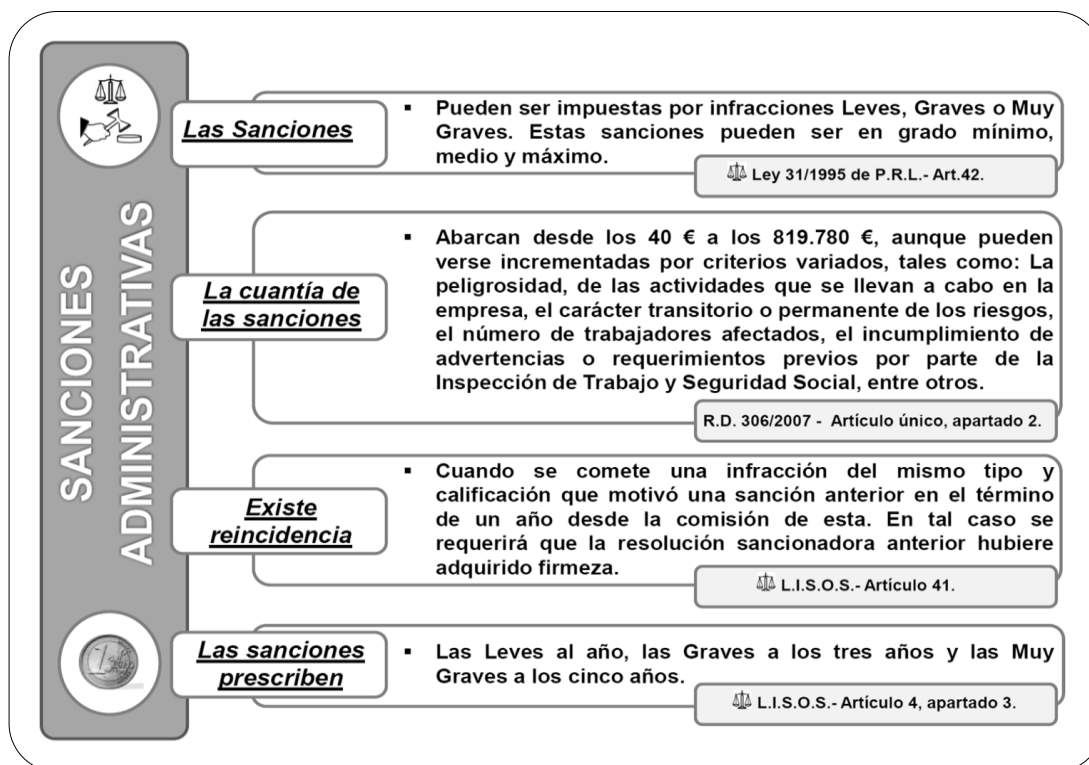 SANCIONES
ADMINISTRATIVAS
Las Sanciones
▪ Pueden ser impuestas por infracciones Leves, Graves o Muy
Graves. Estas sanciones pueden ser en grado mínimo,
medio y máximo.
Ley 31/1995 de P.R.L.- Art.42.
La cuantía de
las sanciones
▪ Abarcan desde los 40 € a los 819.780 €, aunque pueden
verse incrementadas por criterios variados, tales como: La
peligrosidad, de las actividades que se llevan a cabo en la
empresa, el carácter transitorio o permanente de los riesgos,
el número de trabajadores afectados, el incumplimiento de
advertencias o requerimientos previos por parte de la
Inspección de Trabajo y Seguridad Social, entre otros.
R.D. 306/2007 - Artículo único, apartado 2.
Existe
reincidencia
▪ Cuando se comete una infracción del mismo tipo y
calificación que motivó una sanción anterior en el término
de un año desde la comisión de esta. En tal caso se
requerirá que la resolución sancionadora anterior hubiere
adquirido firmeza.
L.I.S.O.S.- Artículo 41.
Las sanciones
prescriben
▪ Las Leves al año, las Graves a los tres años y las Muy
Graves a los cinco años.
L.I.S.O.S.- Artículo 4, apartado 3.